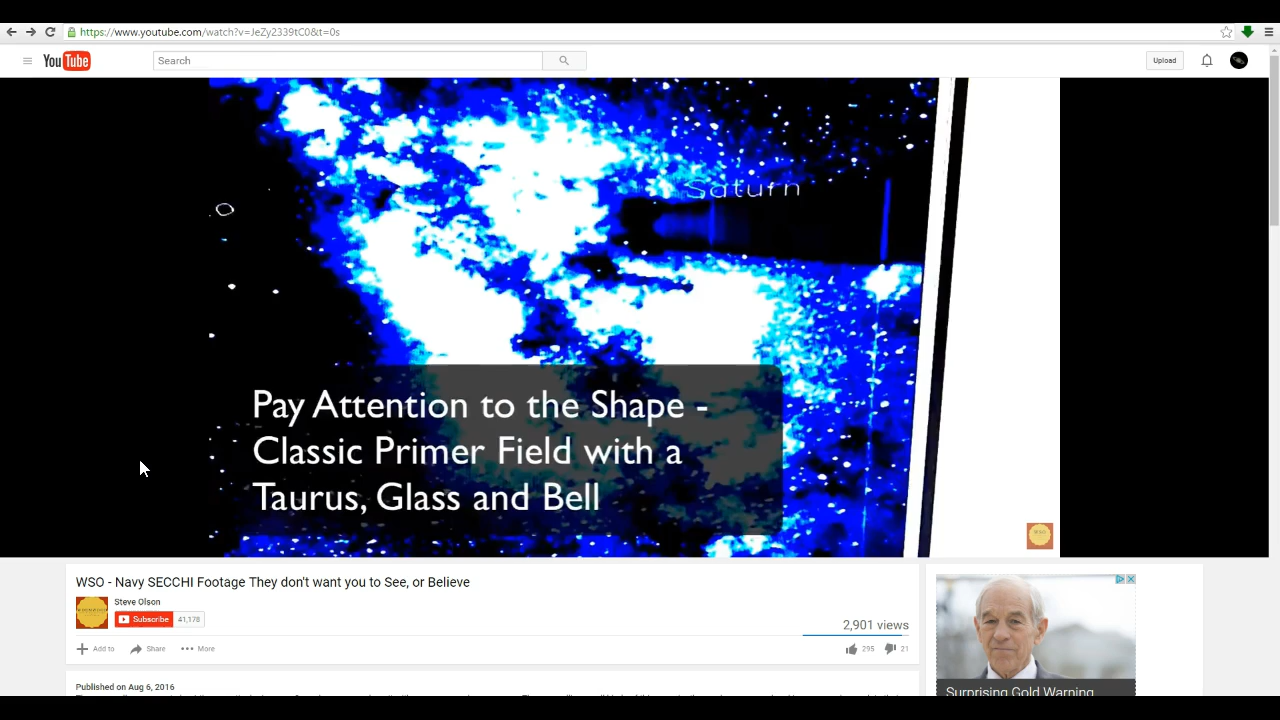 https://www.youtube.com/watch?v=JeZy2339tC0&t=0s
YouTube
Search
Upload
Saturn
Pay Attention to the Shape -
Classic Primer Field with a
Taurus, Glass and Bell
WSO - Navy SECCHI Footage They don't want you to See, or Believe
Steve Olson
Subscribe 41,178
2,901 views
Add to Share More
295 21
Published on Aug 6, 2016
Surprising Gold Warning